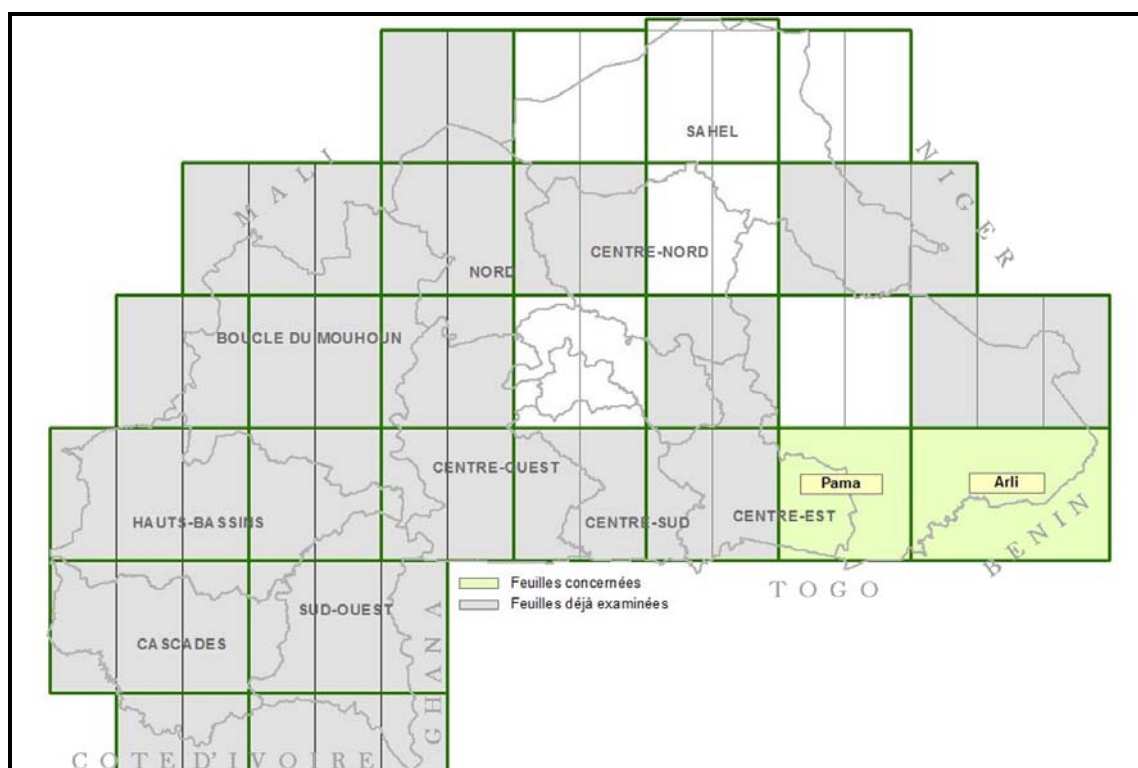 SAHEL
MALI
NIGER
CENTRE-NORD
NORD
BOUCLE DU MOUHOUN
CENTRE-OUEST
Pama
Arli
HAUTS-BASSINS
CENTRE-SUD
CENTRE-EST
BENIN
Feuilles concernées
TOGO
Feuilles déjà examinées
SUD-OUEST
CASCADES
GHANA
COTE D'IVOIRE